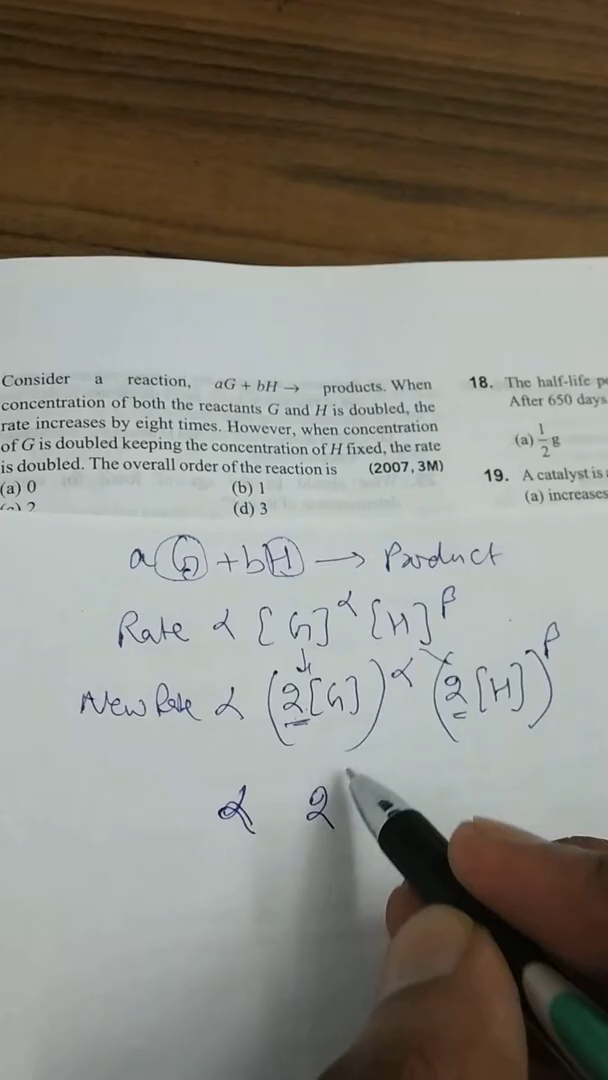 Consider a reaction, aG + bH → products. When
concentration of both the reactants G and H is doubled, the
rate increases by eight times. However, when concentration
of G is doubled keeping the concentration of H fixed, the rate
is doubled. The overall order of the reaction is (2007, 3M)
(a) 0 (b) 1
(c) 2 (d) 3
18. The half-life
After 650 days
(a) 1/2 g
19. A catalyst is
(a) increases
aG + bH → Product
Rate α [G]^α [H]^β
New Rate α (2[G])^α (2[H])^β
α 2